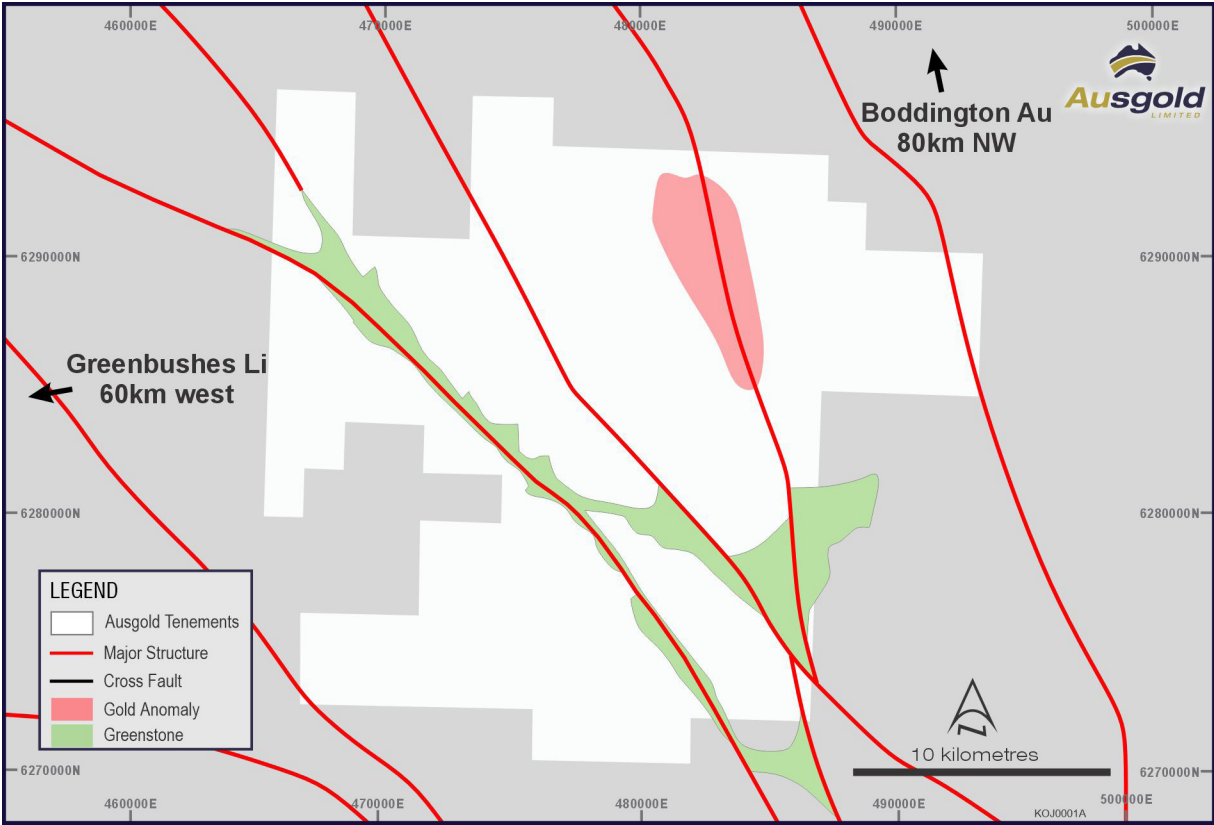 460000E
470000E
480000E
490000E
500000E
Ausgold
LIMITED
Boddington Au
80km NW
6290000N
6290000N
Greenbushes Li
60km west
6280000N
6280000N
LEGEND
Ausgold Tenements
Major Structure
Cross Fault
Gold Anomaly
Greenstone
N
10 kilometres
6270000N
6270000N
460000E
470000E
480000E
490000E
500000E
KOJ0001A